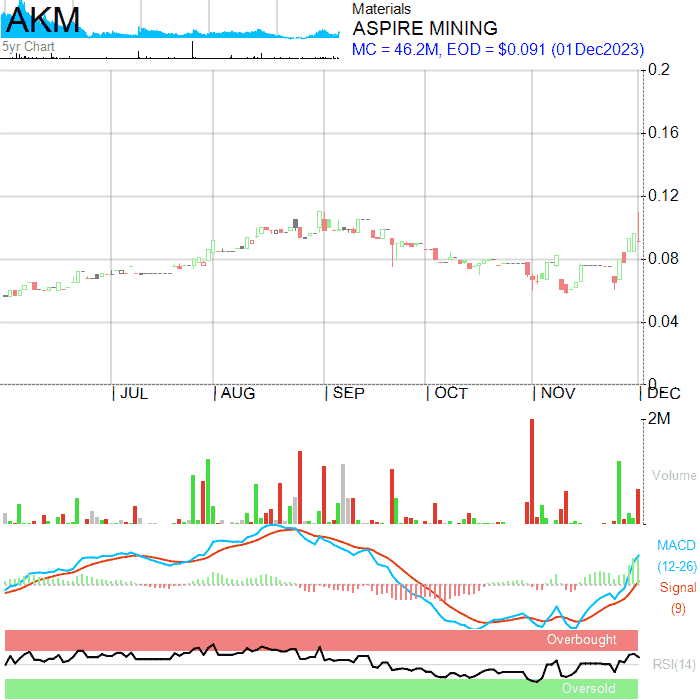 AKM
5yr Chart
Materials
ASPIRE MINING
MC = 46.2M, EOD = $0.091 (01Dec2023)
0.2
0.16
0.12
0.08
0.04
0
JUL
AUG
SEP
OCT
NOV
DEC
2M
Volume
MACD
(12-26)
Signal
(9)
Overbought
RSI(14)
Oversold